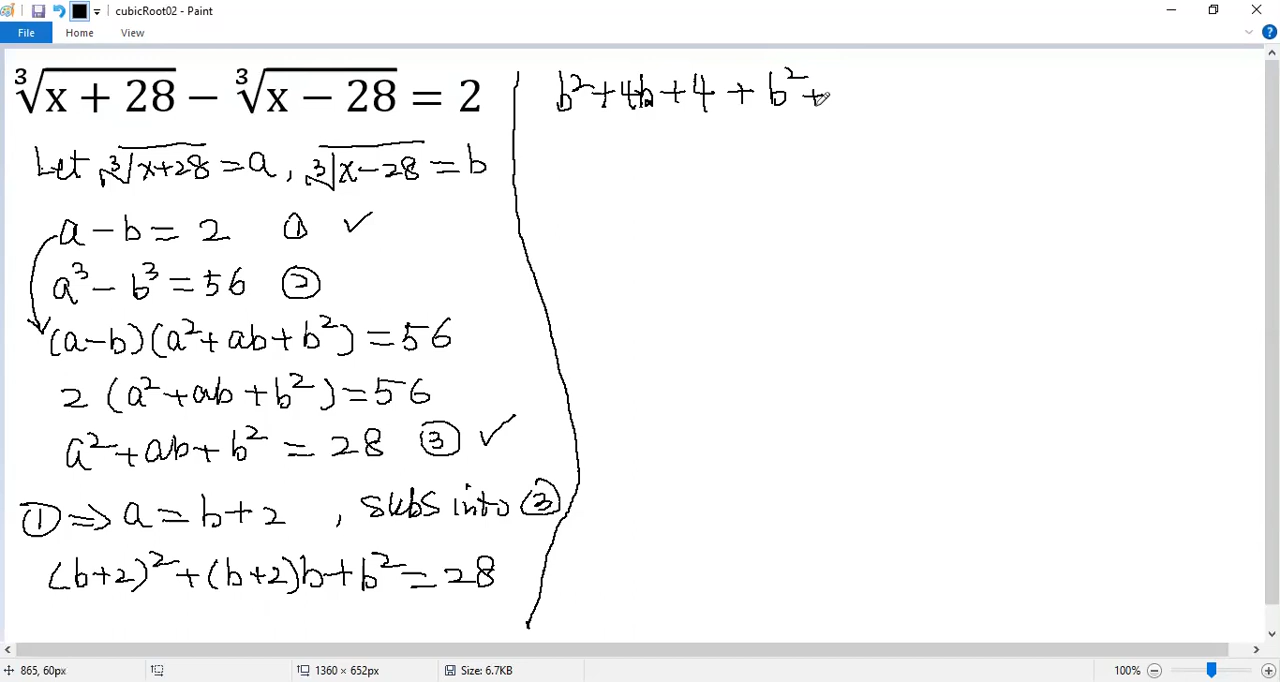 cubicRoot02 - Paint
File Home View
∛(x + 28) − ∛(x − 28) = 2
Let ∛(x+28) = a, ∛(x−28) = b
a − b = 2 ① ✓
a³ − b³ = 56 ②
(a−b)(a²+ab+b²) = 56
2 (a²+ab+b²) = 56
a²+ab+b² = 28 ③ ✓
① ⟹ a = b+2 , subs into ③
(b+2)²+(b+2)b+b² = 28
b²+4b+4+b²+
865, 60px 1360 × 652px Size: 6.7KB 100%